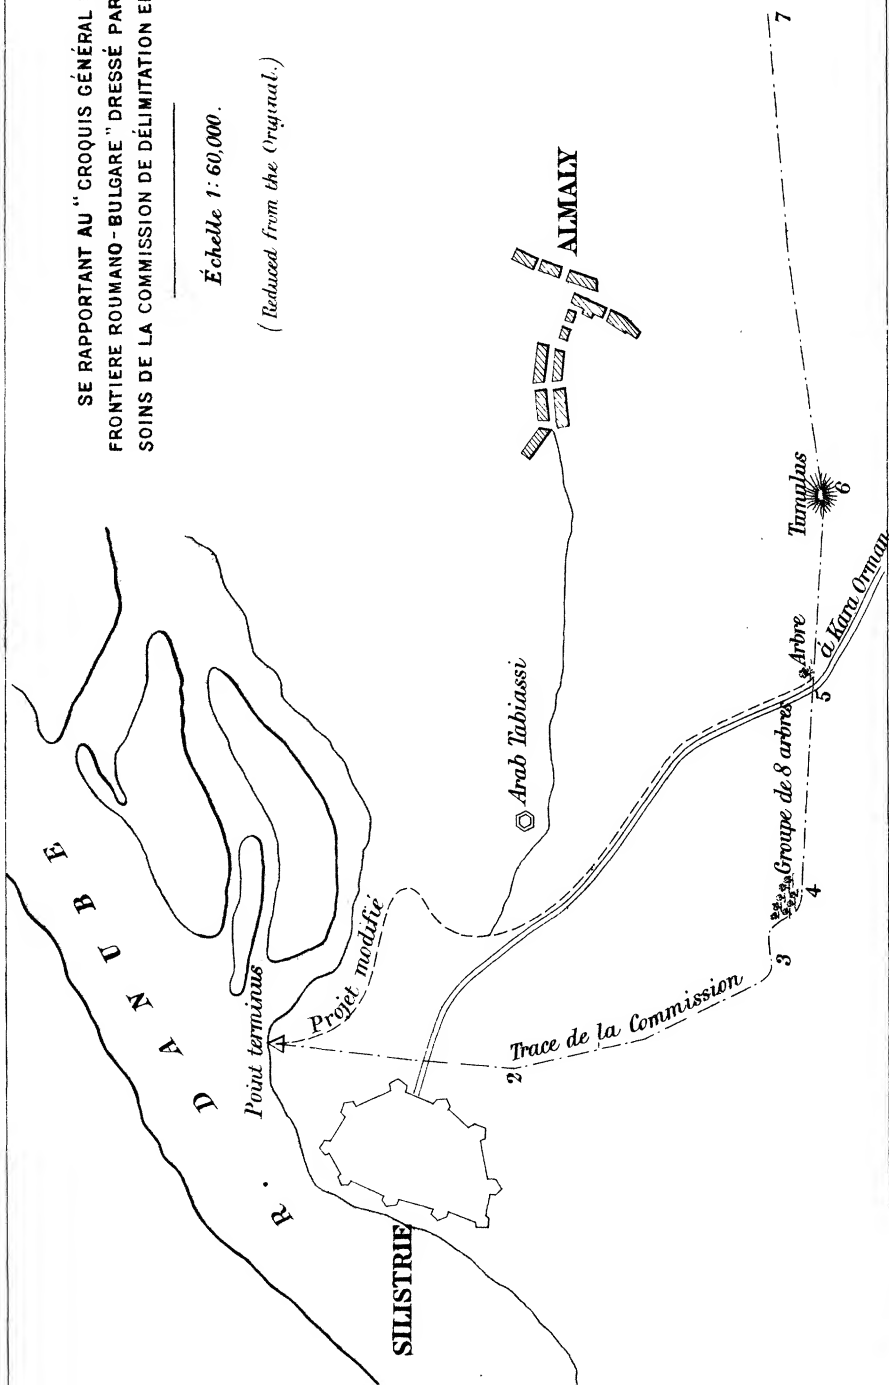 SE RAPPORTANT AU "CROQUIS GÉNÉRAL
FRONTIERE ROUMANO-BULGARE" DRESSÉ PAR
SOINS DE LA COMMISSION DE DÉLIMITATION
Échelle 1:60,000.
(Reduced from the Original.)
R. DANUBE
SILISTRIE
Point terminus
Projet modifié
Arab Tabiassi
ALMALY
2
Trace de la Commission
3
4
Groupe de 8 arbres
5
Arbre
á Kara Orman
Tumulus
6
7